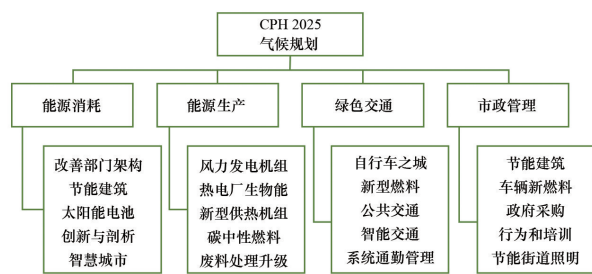 CPH 2025
气候规划
能源消耗
能源生产
绿色交通
市政管理
改善部门架构
节能建筑
太阳能电池
创新与剖析
智慧城市
风力发电机组
热电厂生物能
新型供热机组
碳中性燃料
废料处理升级
自行车之城
新型燃料
公共交通
智能交通
系统通勤管理
节能建筑
车辆新燃料
政府采购
行为和培训
节能街道照明